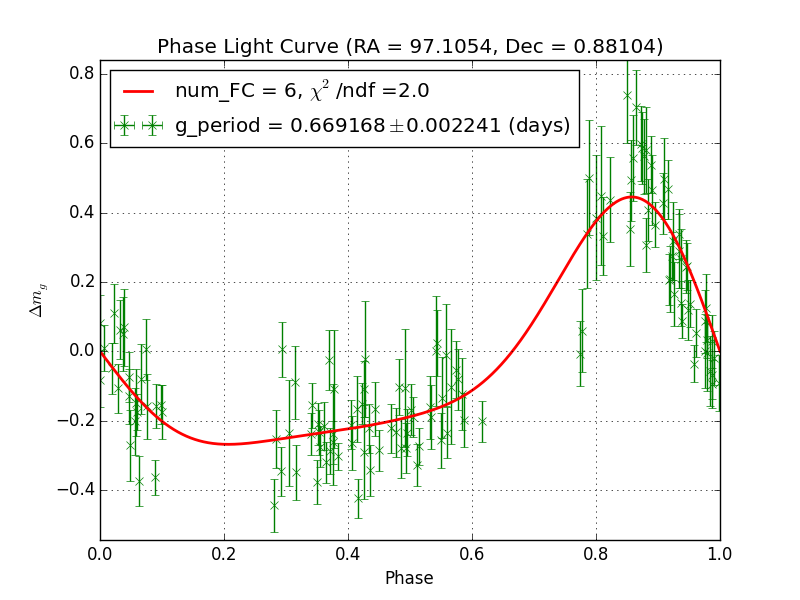 Phase Light Curve (RA = 97.1054, Dec = 0.88104)
num_FC = 6, χ² /ndf =2.0
g_period = 0.669168±0.002241 (days)
0.8
0.6
0.4
0.2
0.0
−0.2
−0.4
Δm_g
0.0 0.2 0.4 0.6 0.8 1.0
Phase